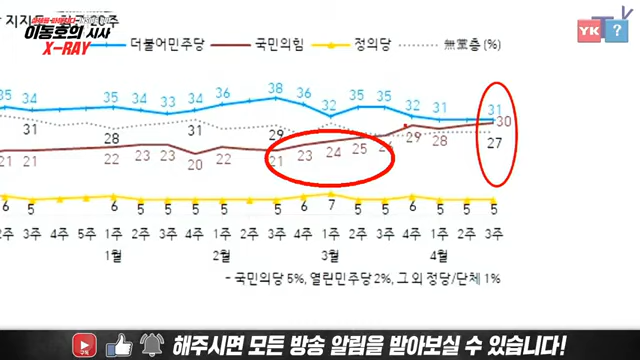 이동호의 시사
X-RAY
YK ? TV
더불어민주당 국민의힘 정의당 無黨층 (%)
35 34 35 34 33 34 36 38 36 32 35 35 32 31 31
31 28 31 29 30
21 21 22 23 23 20 22 21 23 24 25 29 28 27
6 5 6 5 5 5 5 5 6 7 5 5 6 5 5
3주 4주 5주 1주 2주 3주 4주 1주 2주 3주 4주 1주 2주 3주 4주 1주 2주 3주
1월 2월 3월 4월
- 국민의당 5%, 열린민주당 2%, 그 외 정당/단체 1%
해주시면 모든 방송 알림을 받아보실 수 있습니다!